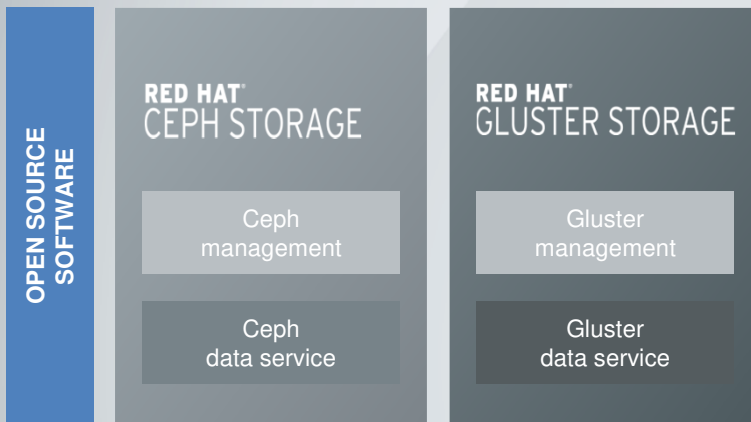 OPEN SOURCE
SOFTWARE
RED HAT®
CEPH STORAGE
Ceph
management
Ceph
data service
RED HAT®
GLUSTER STORAGE
Gluster
management
Gluster
data service